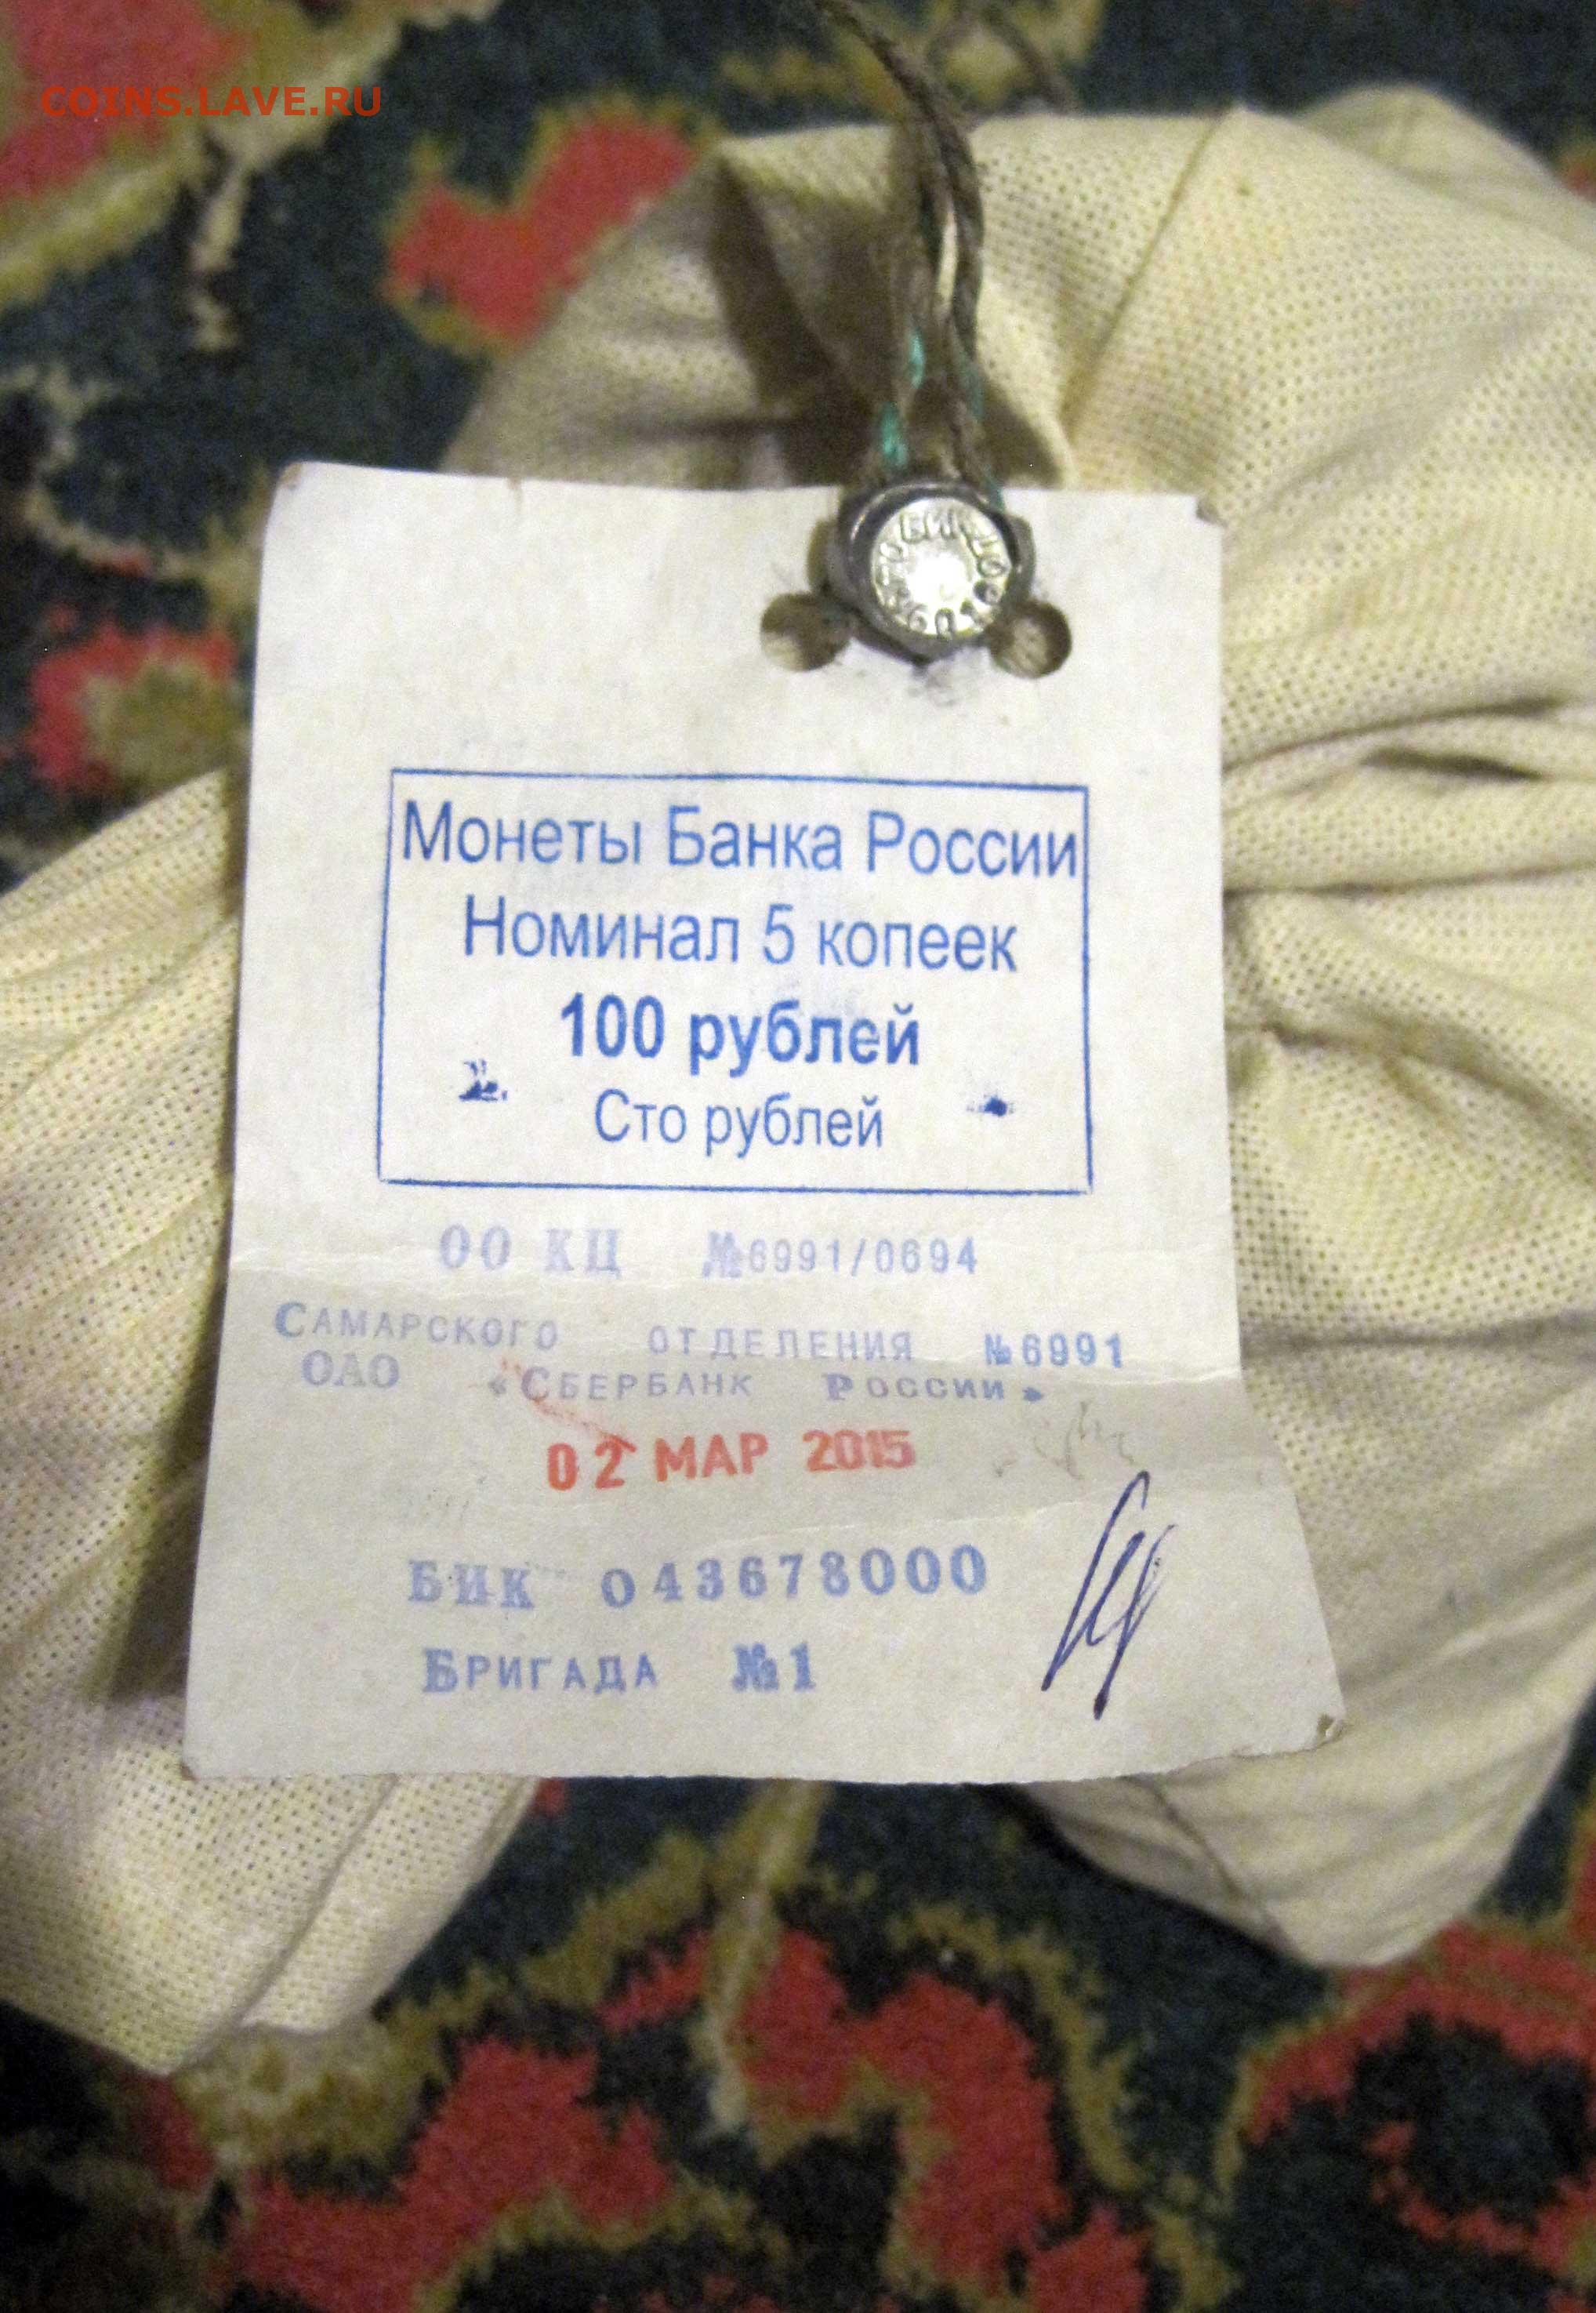 COINS.LAVE.RU
БИК
Монеты Банка России
Номинал 5 копеек
100 рублей
Сто рублей
ОО КЦ №6991/0694
Самарского отделения №6991
ОАО «Сбербанк России»
02 МАР 2015
БИК 043678000
Бригада №1